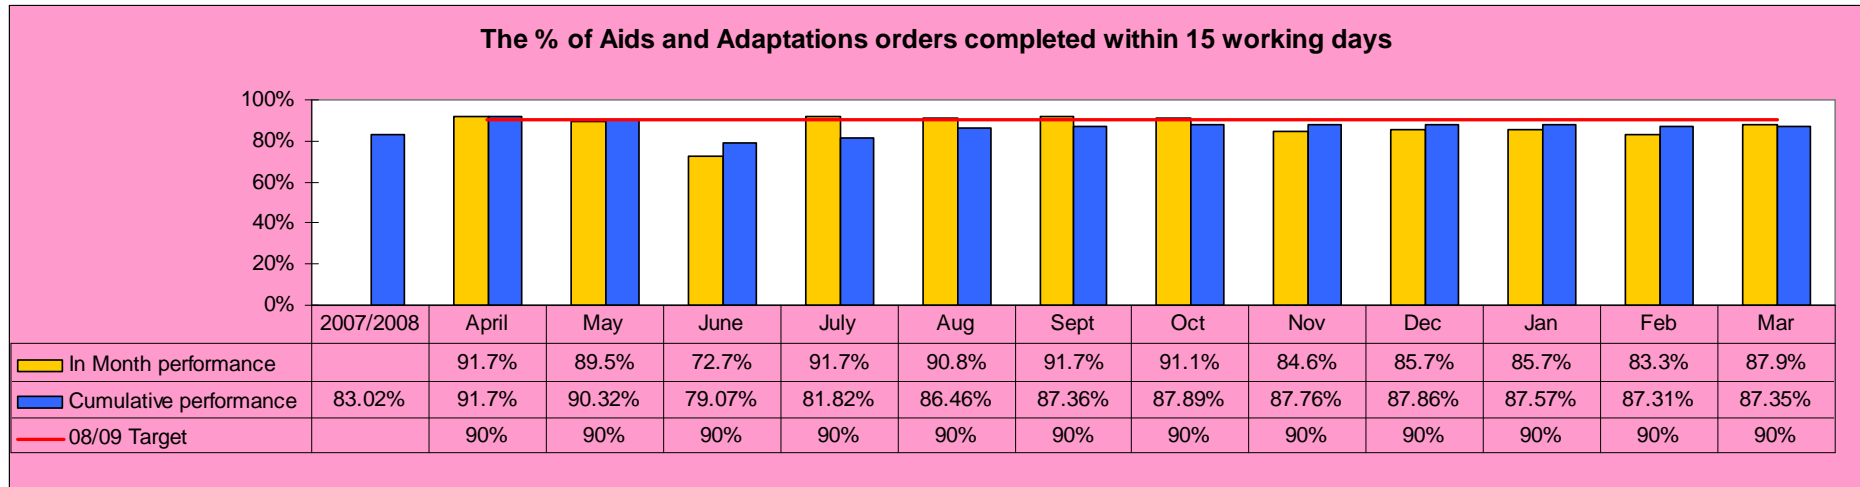 The % of Aids and Adaptations orders completed within 15 working days
100%
80%
60%
40%
20%
0%
2007/2008 April May June July Aug Sept Oct Nov Dec Jan Feb Mar
In Month performance 91.7% 89.5% 72.7% 91.7% 90.8% 91.7% 91.1% 84.6% 85.7% 85.7% 83.3% 87.9%
Cumulative performance 83.02% 91.7% 90.32% 79.07% 81.82% 86.46% 87.36% 87.89% 87.76% 87.86% 87.57% 87.31% 87.35%
08/09 Target 90% 90% 90% 90% 90% 90% 90% 90% 90% 90% 90% 90%